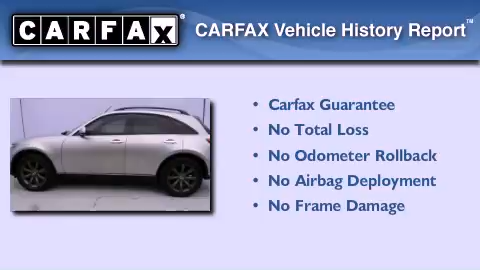 CARFAX®
CARFAX Vehicle History Report™
• Carfax Guarantee
• No Total Loss
• No Odometer Rollback
• No Airbag Deployment
• No Frame Damage